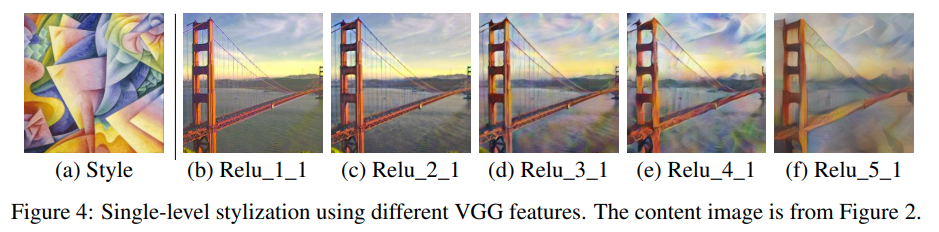 (a) Style (b) Relu_1_1 (c) Relu_2_1 (d) Relu_3_1 (e) Relu_4_1 (f) Relu_5_1
Figure 4: Single-level stylization using different VGG features. The content image is from Figure 2.